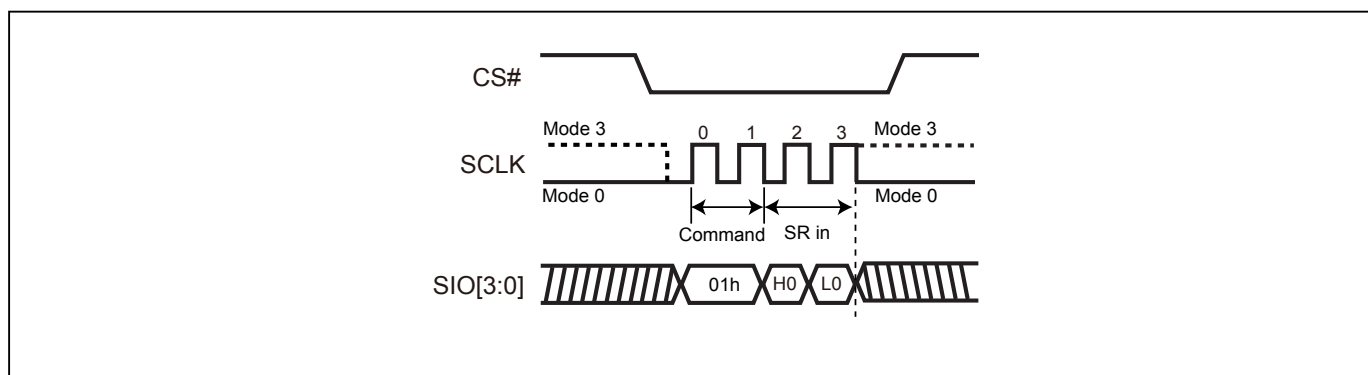 CS#
Mode 3 0 1 2 3 Mode 3
SCLK
Mode 0 Mode 0
Command SR in
SIO[3:0] 01h H0 L0